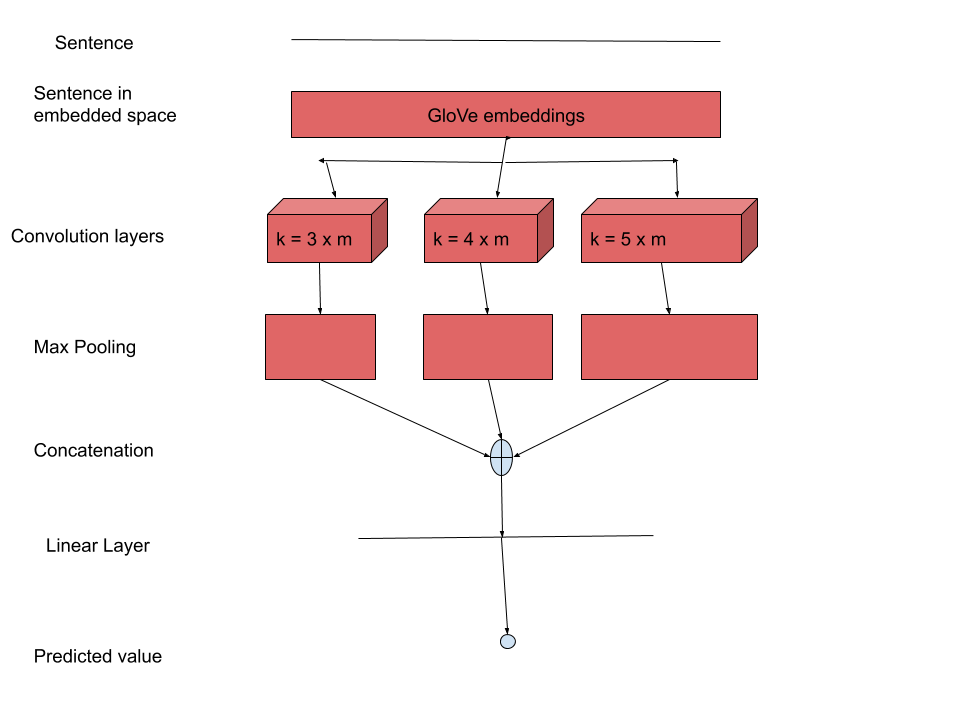 Sentence
Sentence in
embedded space
GloVe embeddings
Convolution layers
k = 3 x m
k = 4 x m
k = 5 x m
Max Pooling
Concatenation
Linear Layer
Predicted value